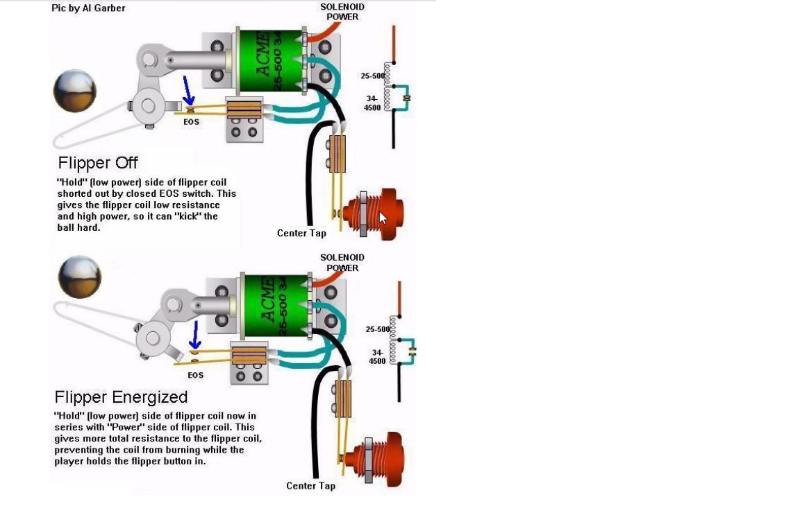 Pic by Al Garber
SOLENOID
POWER
ACME
25-500 34
25-500
34-
4500
EOS
Flipper Off
"Hold" (low power) side of flipper coil
shorted out by closed EOS switch. This
gives the flipper coil low resistance
and high power, so it can "kick" the
ball hard.
Center Tap
SOLENOID
POWER
ACME
25-500 34
25-500
34-
4500
EOS
Flipper Energized
"Hold" (low power) side of flipper coil now in
series with "Power" side of flipper coil. This
gives more total resistance to the flipper coil,
preventing the coil from burning while the
player holds the flipper button in.
Center Tap